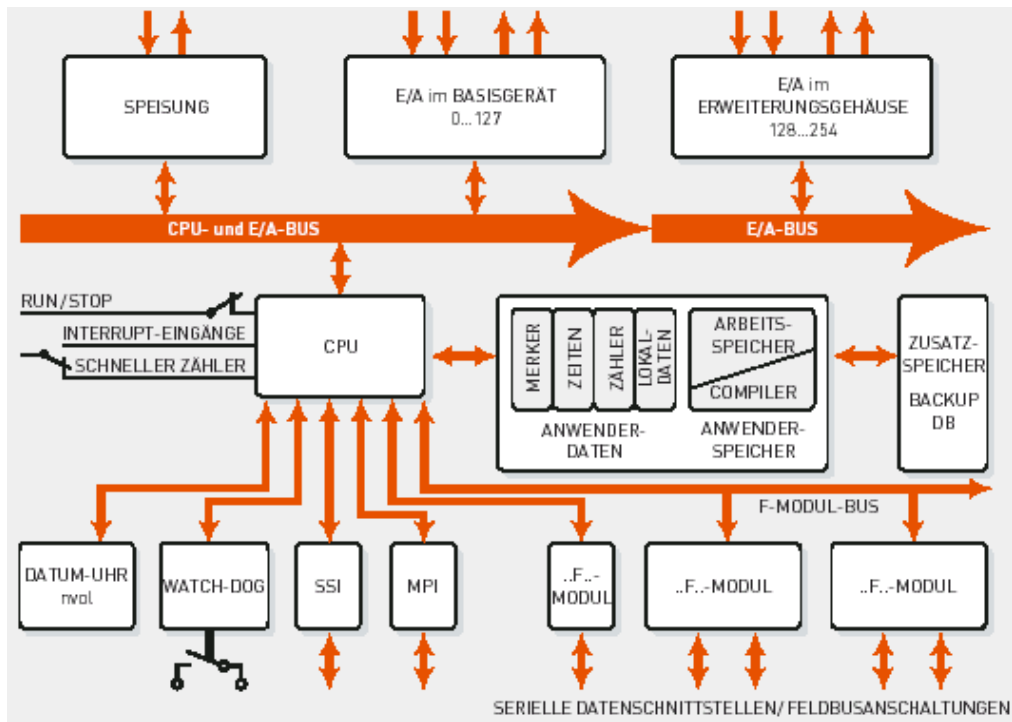 SPEISUNG
E/A im BASISGERÄT
0...127
E/A im
ERWEITERUNGSGEHÄUSE
128...254
CPU- und E/A-BUS
E/A-BUS
RUN/STOP
INTERRUPT-EINGÄNGE
SCHNELLER ZÄHLER
CPU
MERKER
ZEITEN
ZÄHLER
LOKAL-
DATEN
ARBEITS-
SPEICHER
COMPILER
ANWENDER-
DATEN
ANWENDER-
SPEICHER
ZUSATZ-
SPEICHER
BACKUP
DB
F-MODUL-BUS
DATUM-UHR
nvol
WATCH-DOG
SSI
MPI
..F..-
MODUL
..F..-MODUL
..F..-MODUL
SERIELLE DATENSCHNITTSTELLEN/ FELDBUSANSCHALTUNGEN